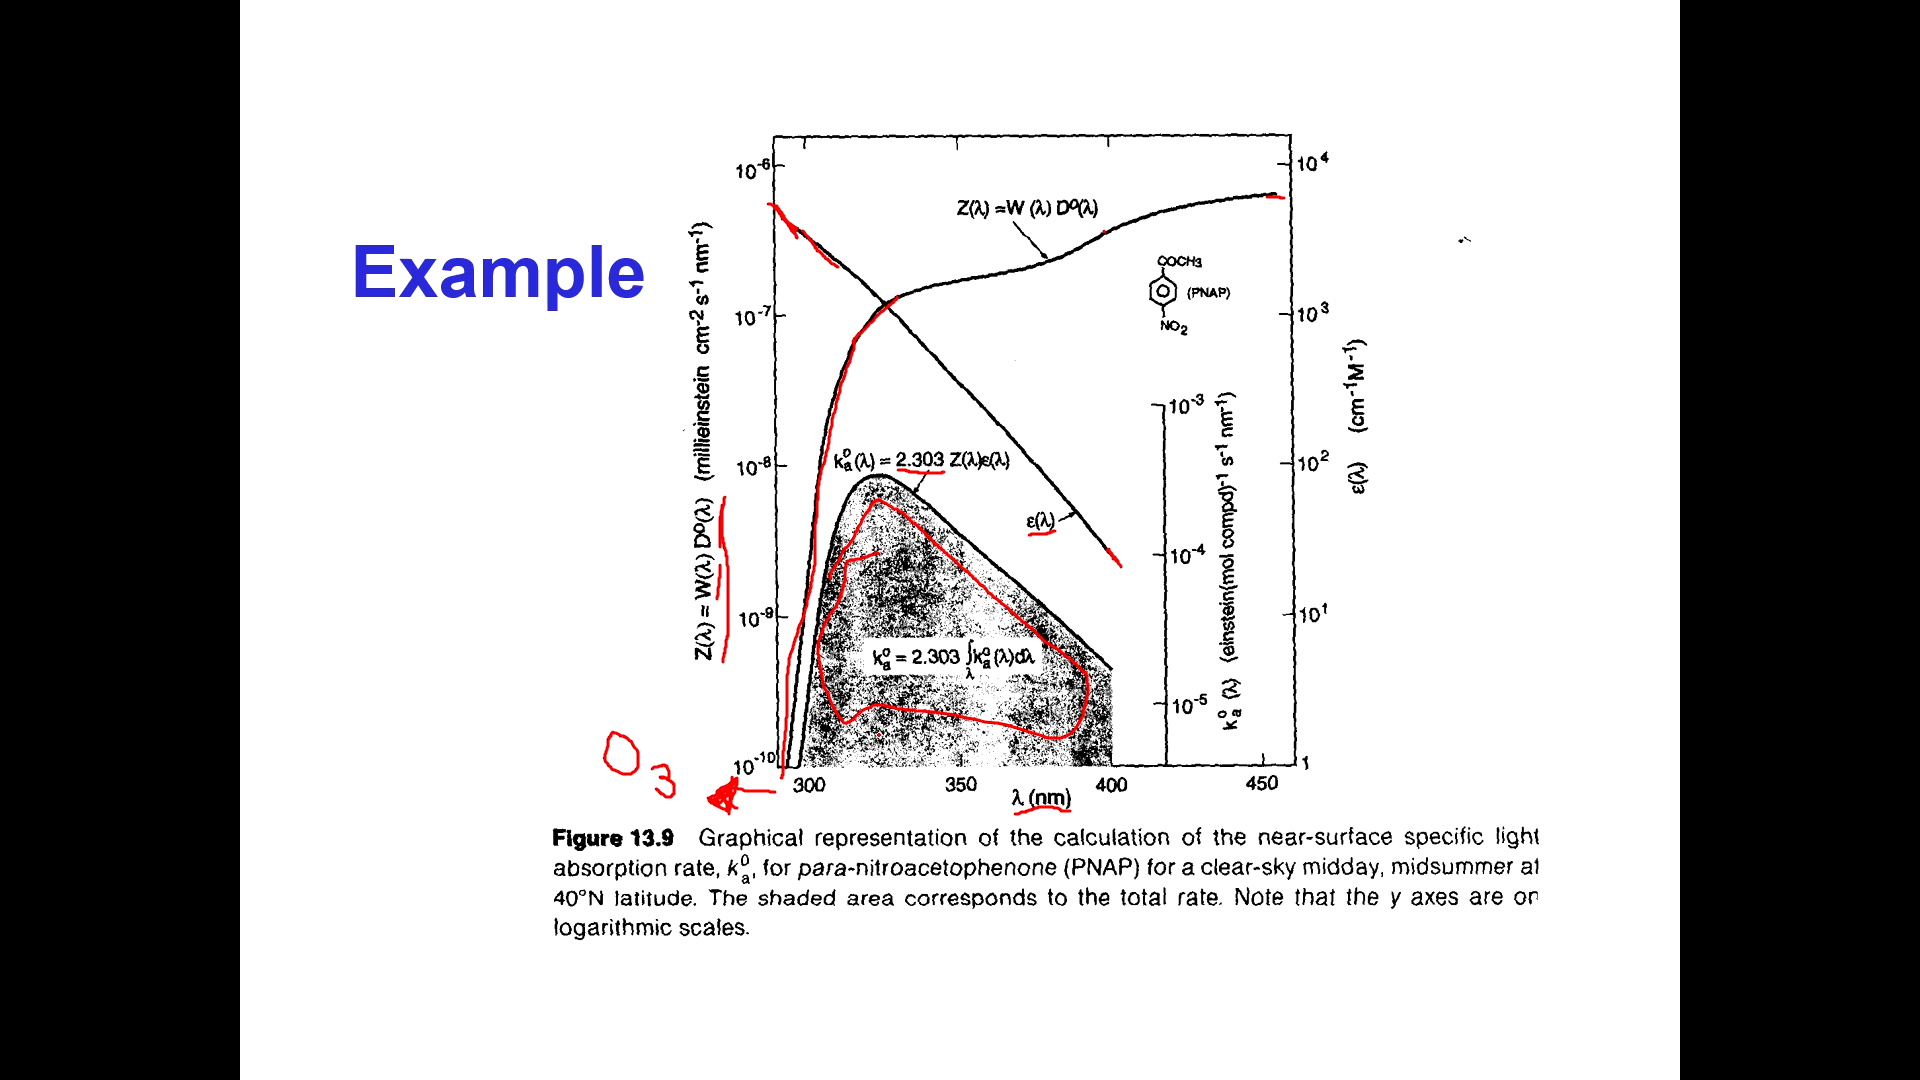 Example
10⁻⁶
10⁻⁷
10⁻⁸
10⁻⁹
10⁻¹⁰
Z(λ) = W(λ) D⁰(λ) (millieinstein cm⁻² s⁻¹ nm⁻¹)
Z(λ) = W (λ) D⁰(λ)
COCH₃
(PNAP)
NO₂
kₐ⁰(λ) = 2.303 Z(λ)ε(λ)
ε(λ)
kₐ⁰ = 2.303 ∫kₐ⁰(λ)dλ
λ
10⁻³
10⁻⁴
10⁻⁵
kₐ⁰ (λ) (einstein(mol compd)⁻¹ s⁻¹ nm⁻¹)
10⁴
10³
10²
10¹
1
ε(λ) (cm⁻¹M⁻¹)
O₃
300 350 400 450
λ (nm)
Figure 13.9 Graphical representation of the calculation of the near-surface specific light
absorption rate, kₐ⁰, for para-nitroacetophenone (PNAP) for a clear-sky midday, midsummer at
40°N latitude. The shaded area corresponds to the total rate. Note that the y axes are on
logarithmic scales.